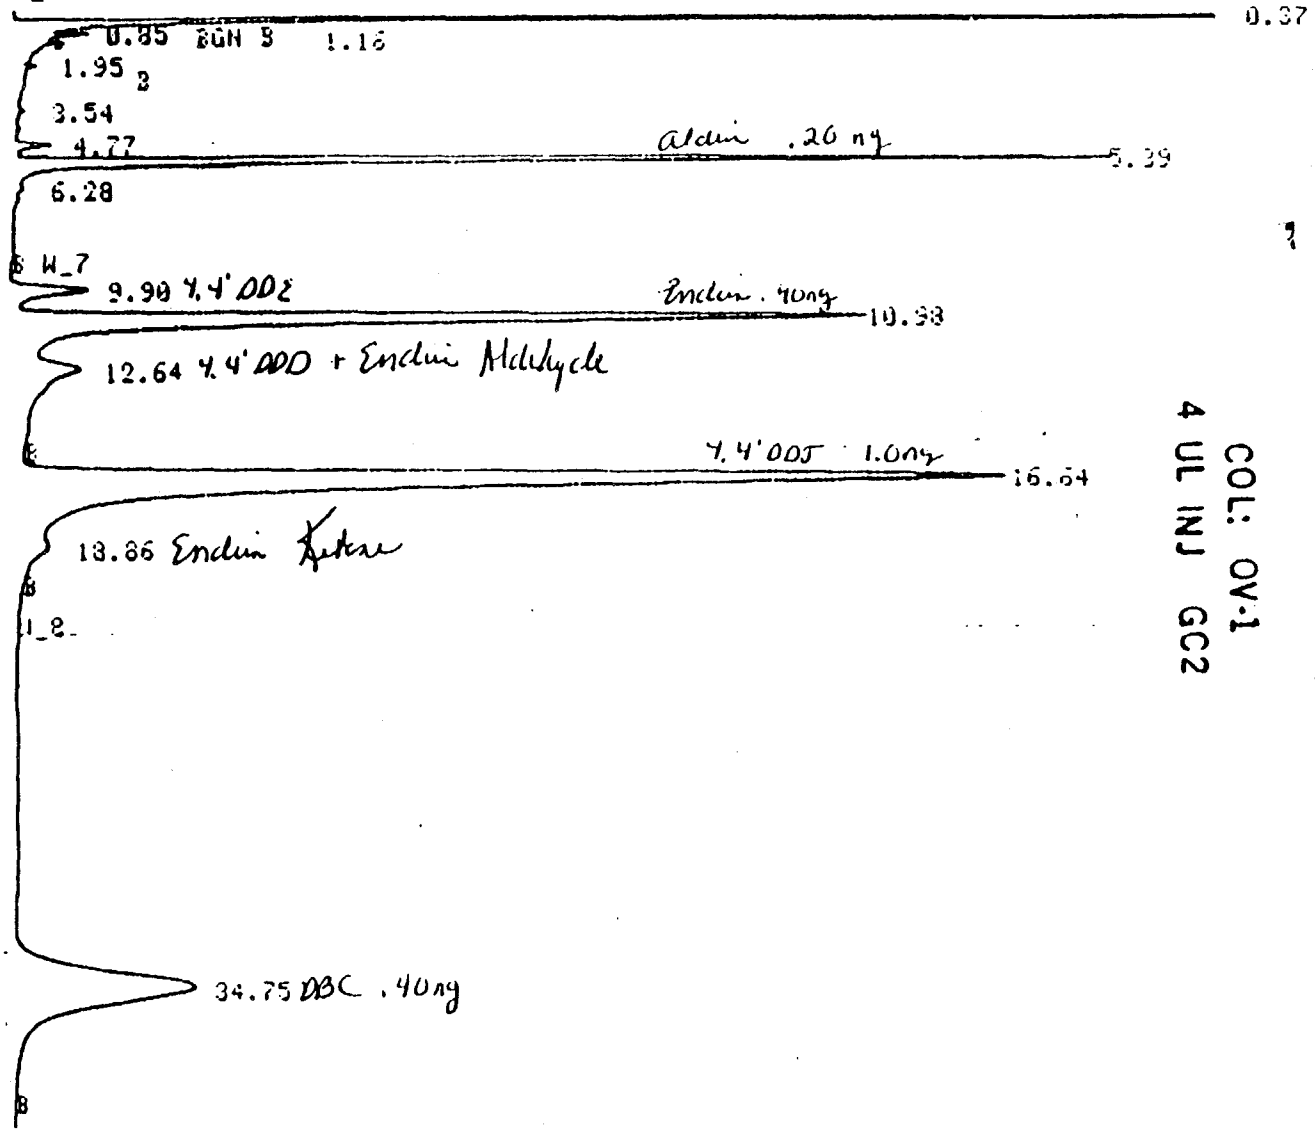 0.37
0.85 BGN B 1.16
1.95 B
3.54
4.77
Aldrin .20 ng
5.39
6.28
W_7
9.90 4,4' DDE
Endrin .40ng
10.98
12.64 4,4' DDD + Endrin Aldehyde
4,4' DDT 1.0ng
16.64
18.86 Endrin Ketone
B
34.75 DBC .40ng
B
COL: OV-1
4 UL INJ GC2